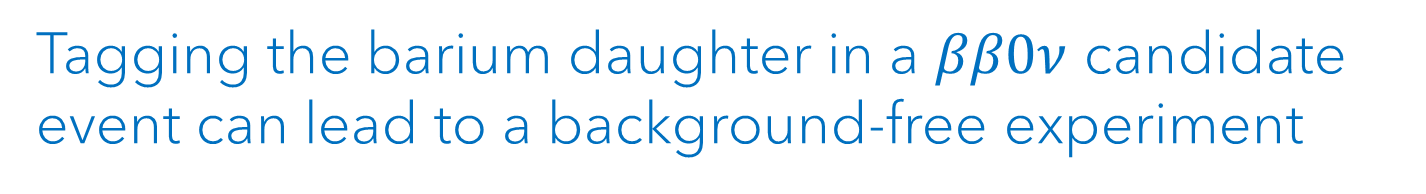 Tagging the barium daughter in a ββ0ν candidate
event can lead to a background-free experiment